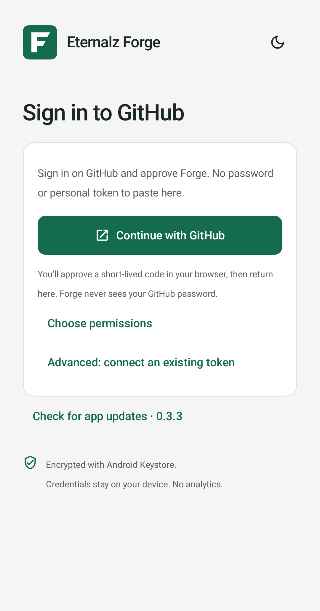 Eternalz Forge
Sign in to GitHub
Sign in on GitHub and approve Forge. No password
or personal token to paste here.
Continue with GitHub
You'll approve a short-lived code in your browser, then return
here. Forge never sees your GitHub password.
Choose permissions
Advanced: connect an existing token
Check for app updates · 0.3.3
Encrypted with Android Keystore.
Credentials stay on your device. No analytics.